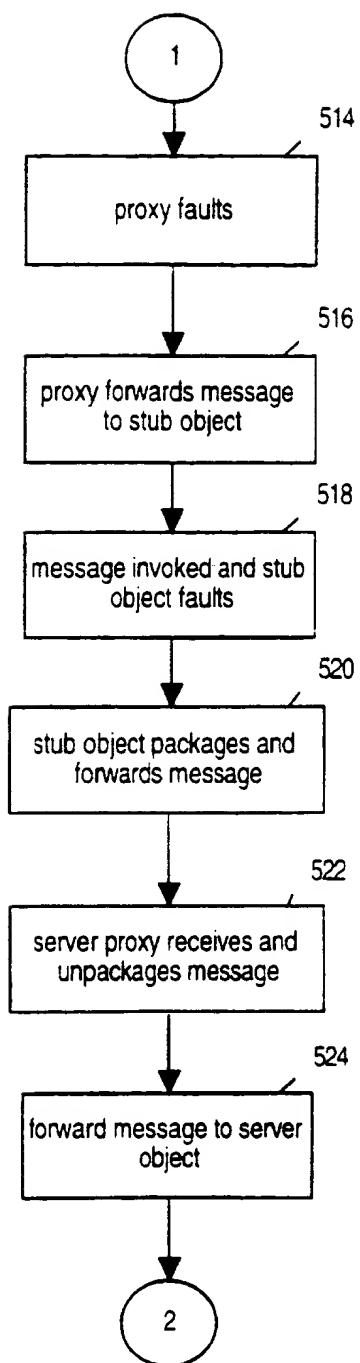 1
514
proxy faults
516
proxy forwards message
to stub object
518
message invoked and stub
object faults
520
stub object packages and
forwards message
522
server proxy receives and
unpackages message
524
forward message to server
object
2